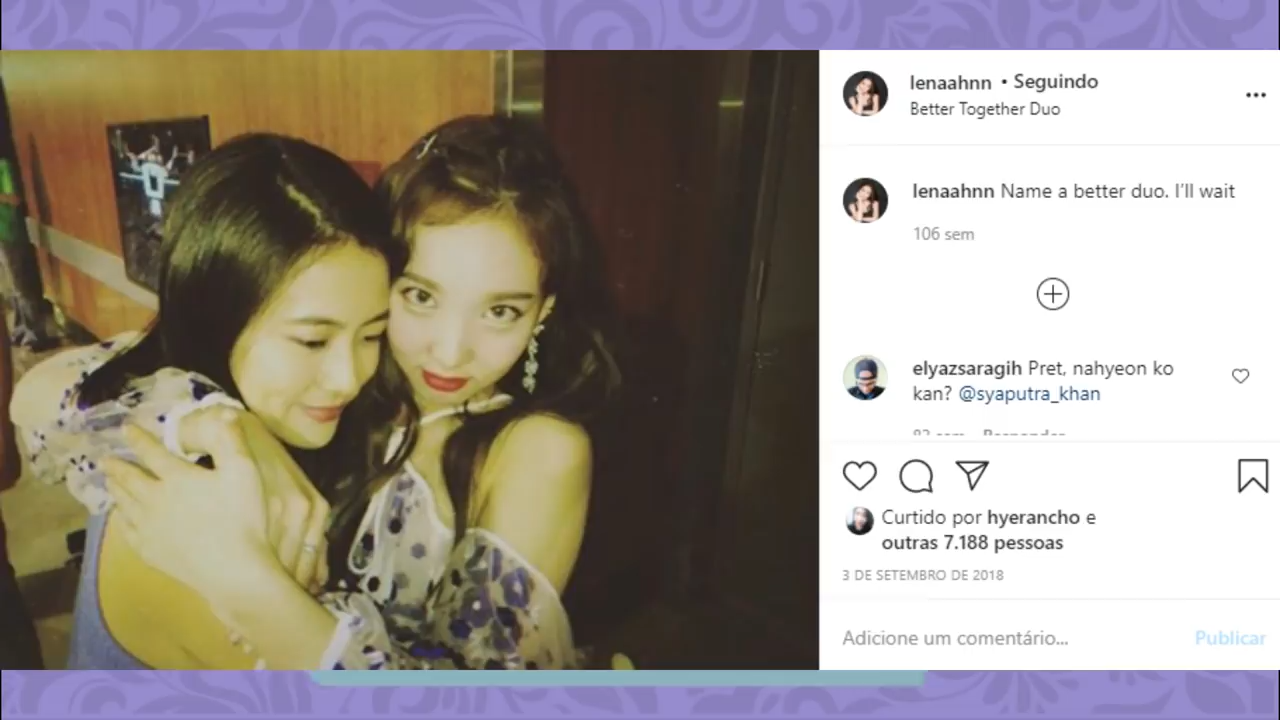 lenaahnn • Seguindo
Better Together Duo
lenaahnn Name a better duo. I'll wait
106 sem
elyazsaragih Pret, nahyeon ko
kan? @syaputra_khan
Curtido por hyerancho e
outras 7.188 pessoas
3 DE SETEMBRO DE 2018
Adicione um comentário...
Publicar